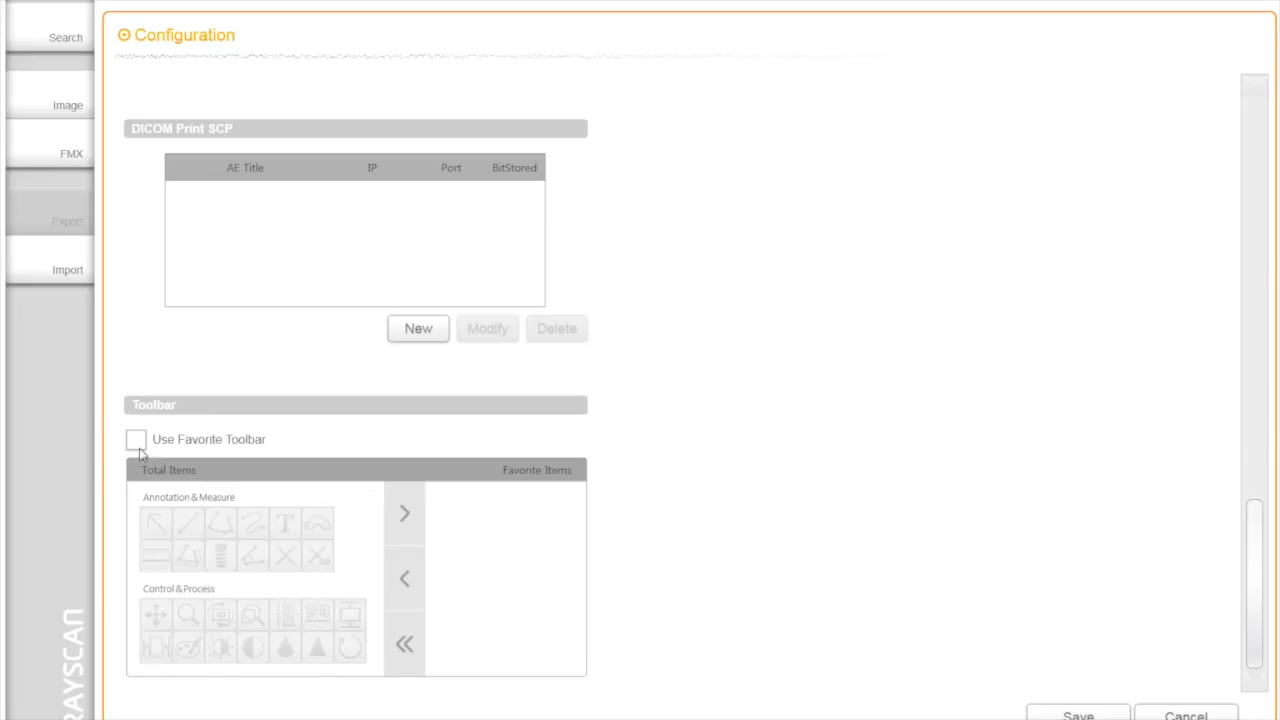 Search
Configuration
Image
FMX
Export
Import
DICOM Print SCP
AE Title IP Port BitStored
New Modify Delete
Toolbar
Use Favorite Toolbar
Total Items Favorite Items
Annotation & Measure
T
Control & Process
RAYSCAN
Save Cancel